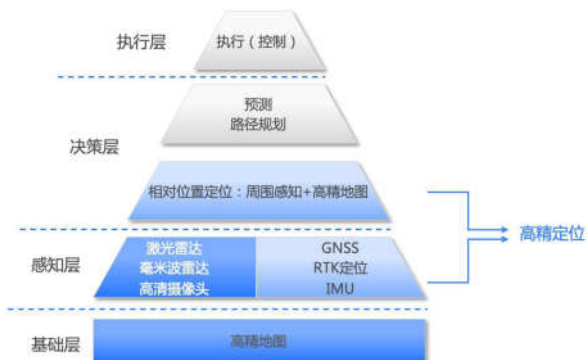 执行层
执行（控制）
预测
路径规划
决策层
相对位置定位：周围感知+高精地图
高精定位
感知层
激光雷达
毫米波雷达
高清摄像头
GNSS
RTK定位
IMU
基础层
高精地图